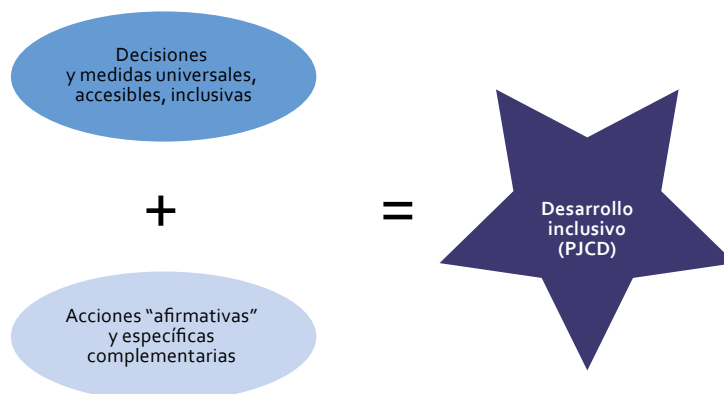 Decisiones
y medidas universales,
accesibles, inclusivas
+
=
Desarrollo
inclusivo
(PJCD)
Acciones “afirmativas”
y específicas
complementarias